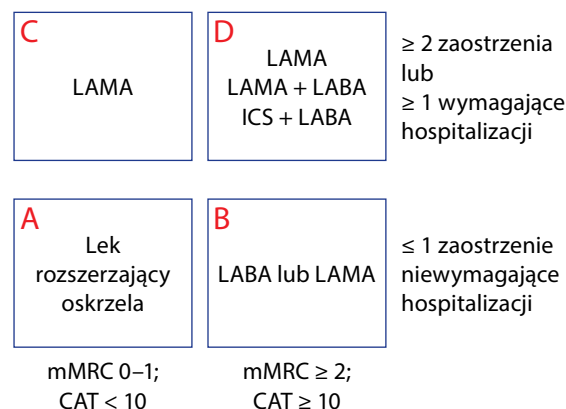 C
LAMA
D
LAMA
LAMA + LABA
ICS + LABA
≥ 2 zaostrzenia
lub
≥ 1 wymagające
hospitalizacji
A
Lek
rozszerzający
oskrzela
B
LABA lub LAMA
≤ 1 zaostrzenie
niewymagające
hospitalizacji
mMRC 0–1;
CAT < 10
mMRC ≥ 2;
CAT ≥ 10